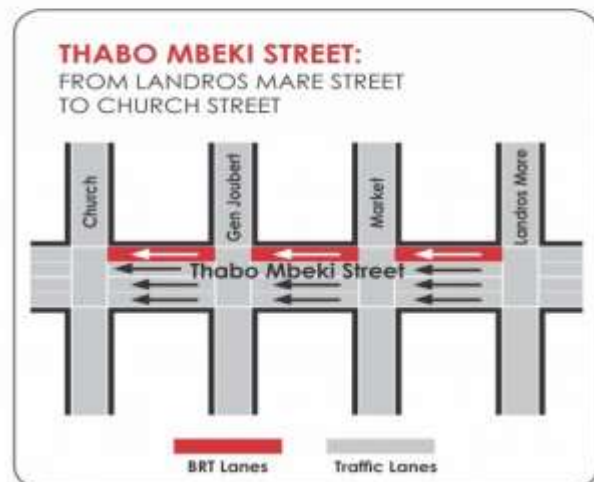 THABO MBEKI STREET:
FROM LANDROS MARE STREET
TO CHURCH STREET
Church
Gen Joubert
Market
Landros Mare
Thabo Mbeki Street
BRT Lanes
Traffic Lanes